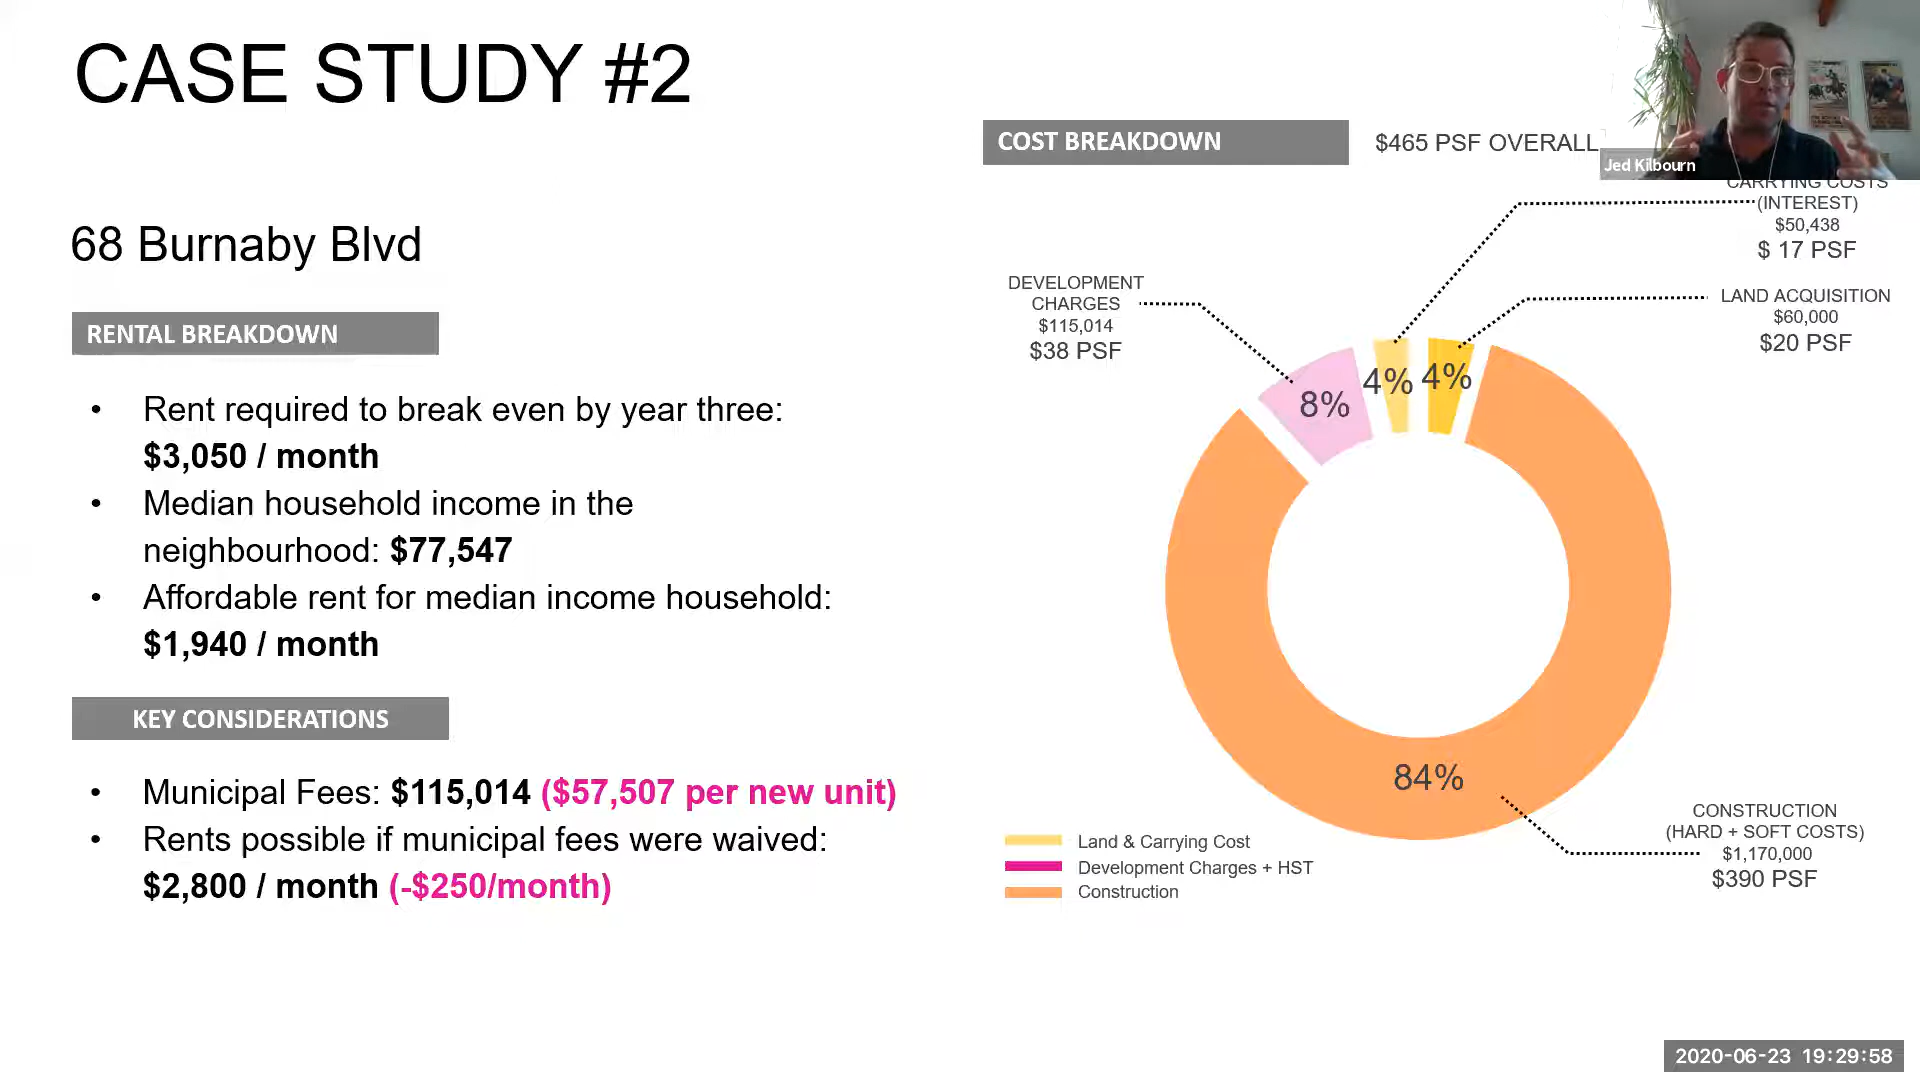 CASE STUDY #2
68 Burnaby Blvd
RENTAL BREAKDOWN
• Rent required to break even by year three:
$3,050 / month
• Median household income in the
neighbourhood: $77,547
• Affordable rent for median income household:
$1,940 / month
KEY CONSIDERATIONS
• Municipal Fees: $115,014 ($57,507 per new unit)
• Rents possible if municipal fees were waived:
$2,800 / month (-$250/month)
COST BREAKDOWN
$465 PSF OVERALL
Jed Kilbourn
CARRYING COSTS
(INTEREST)
$50,438
$ 17 PSF
DEVELOPMENT
CHARGES
$115,014
$38 PSF
LAND ACQUISITION
$60,000
$20 PSF
8%
4%
4%
84%
CONSTRUCTION
(HARD + SOFT COSTS)
$1,170,000
$390 PSF
Land & Carrying Cost
Development Charges + HST
Construction
2020-06-23 19:29:58